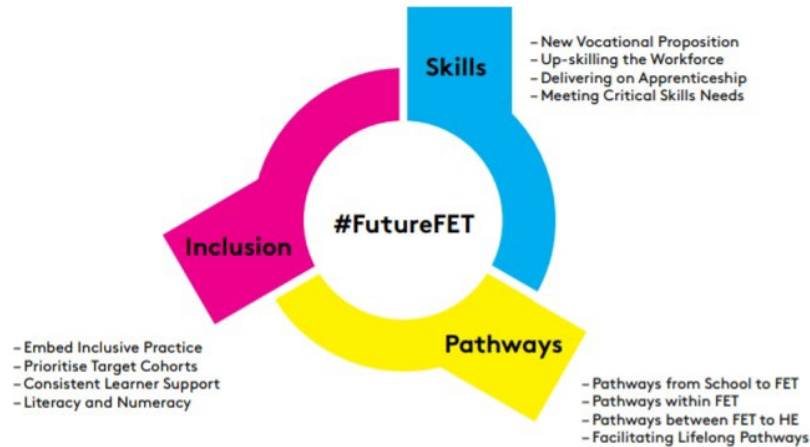 Skills
– New Vocational Proposition
– Up-skilling the Workforce
– Delivering on Apprenticeship
– Meeting Critical Skills Needs
#FutureFET
Inclusion
– Embed Inclusive Practice
– Prioritise Target Cohorts
– Consistent Learner Support
– Literacy and Numeracy
Pathways
– Pathways from School to FET
– Pathways within FET
– Pathways between FET to HE
– Facilitating Lifelong Pathways